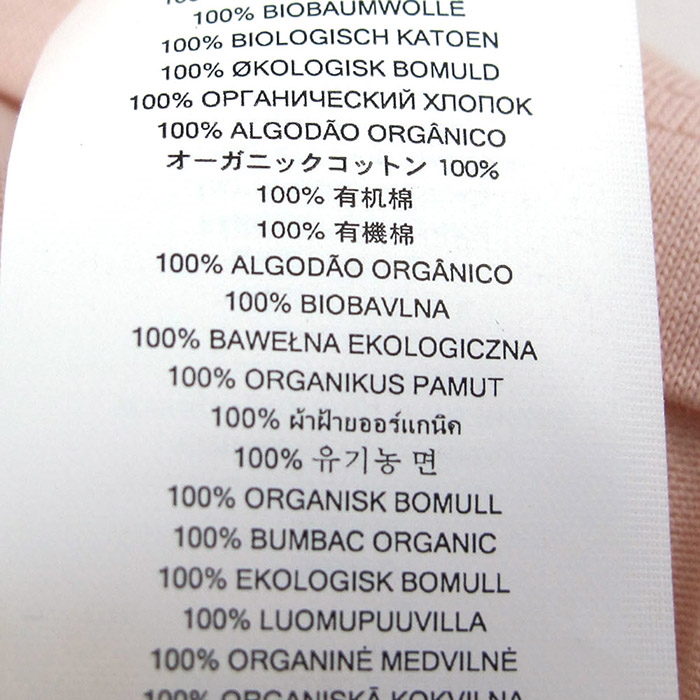 100% BIOBAUMWOLLE
100% BIOLOGISCH KATOEN
100% ØKOLOGISK BOMULD
100% ОРГАНИЧЕСКИЙ ХЛОПОК
100% ALGODÃO ORGÂNICO
オーガニックコットン 100%
100% 有机棉
100% 有機棉
100% ALGODÃO ORGÂNICO
100% BIOBAVLNA
100% BAWEŁNA EKOLOGICZNA
100% ORGANIKUS PAMUT
100% ผ้าฝ้ายออร์แกนิค
100% 유기농 면
100% ORGANISK BOMULL
100% BUMBAC ORGANIC
100% EKOLOGISK BOMULL
100% LUOMUPUUVILLA
100% ORGANINĖ MEDVILNĖ
100% ORGANISKĀ KOKVILNA